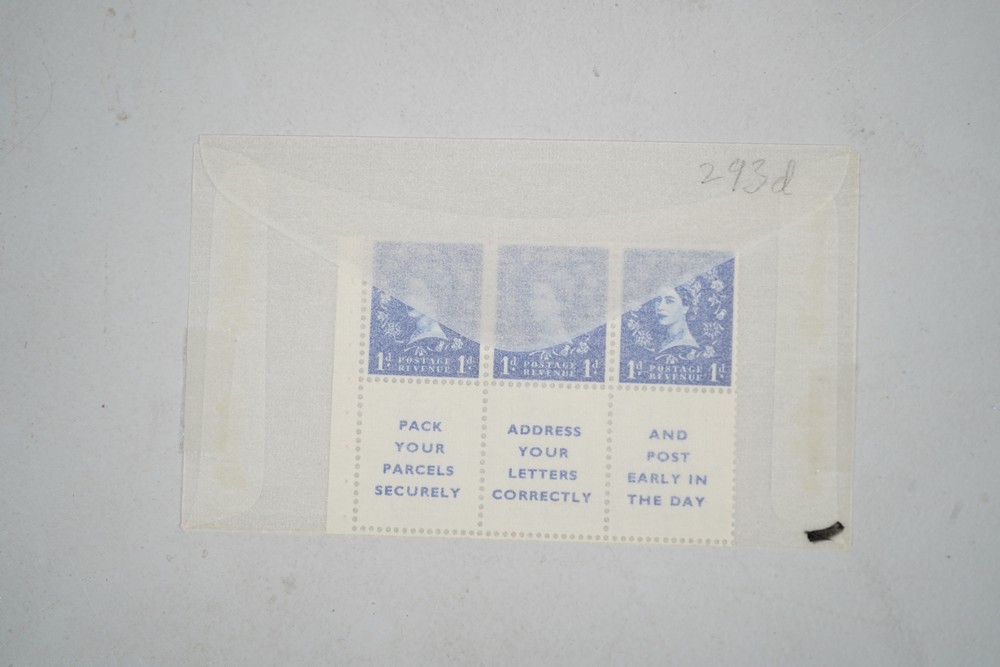 293d
1d. POSTAGE REVENUE 1d.
1d. POSTAGE REVENUE 1d.
1d. POSTAGE REVENUE 1d.
PACK
YOUR
PARCELS
SECURELY
ADDRESS
YOUR
LETTERS
CORRECTLY
AND
POST
EARLY IN
THE DAY